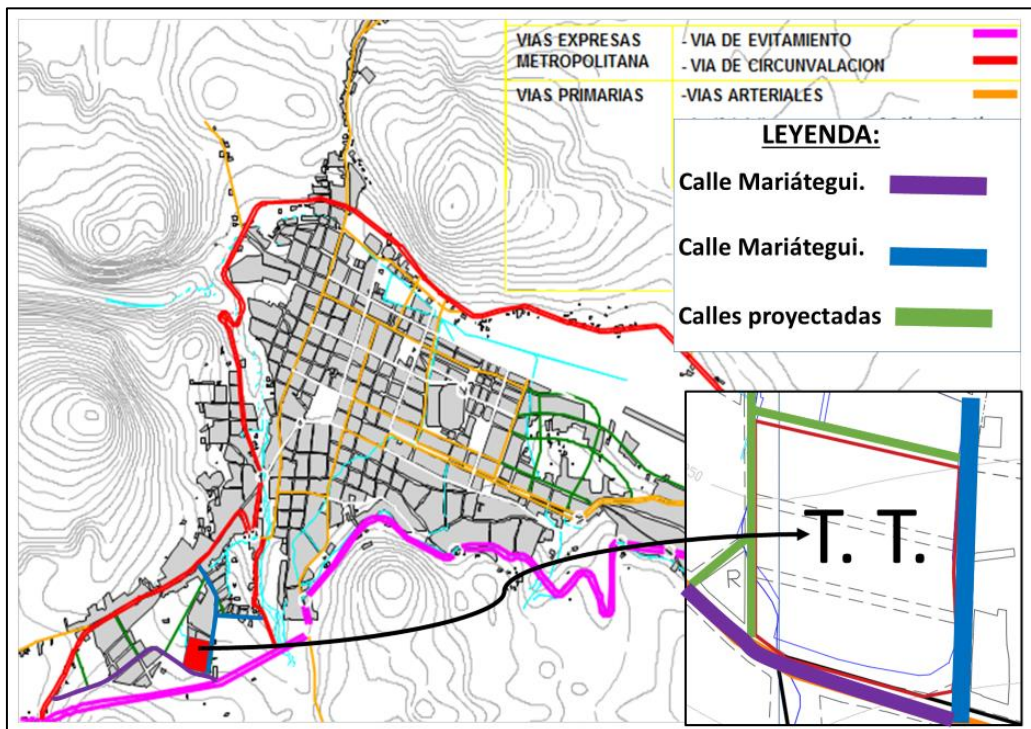 VIAS EXPRESAS
METROPOLITANA
- VIA DE EVITAMIENTO
- VIA DE CIRCUNVALACION
VIAS PRIMARIAS
-VIAS ARTERIALES
LEYENDA:
Calle Mariátegui.
Calle Mariátegui.
Calles proyectadas
T. T.
R